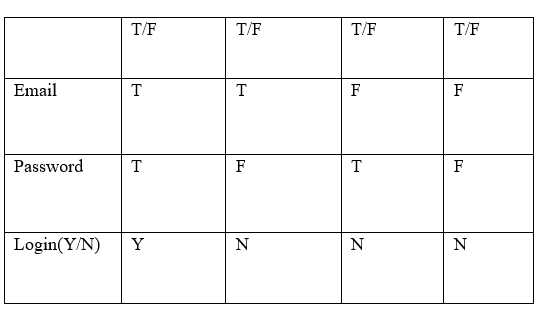 T/F T/F T/F T/F
Email T T F F
Password T F T F
Login(Y/N) Y N N N